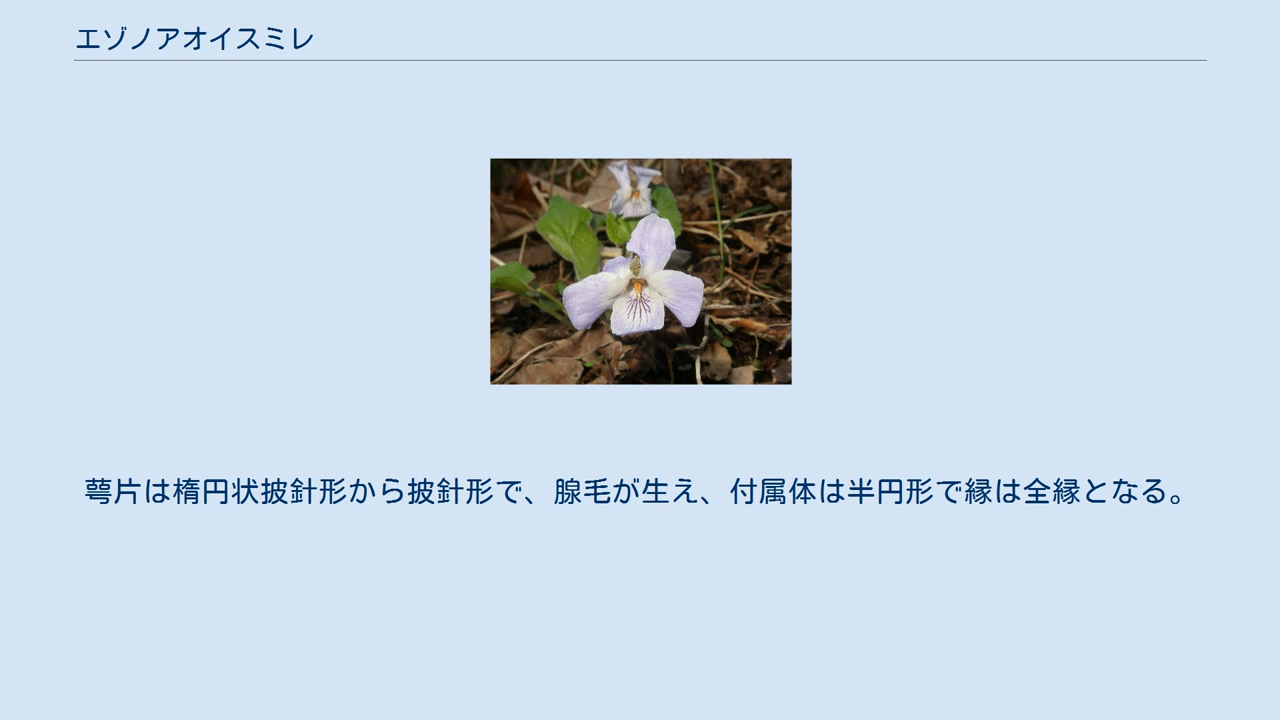 エゾノアオイスミレ
萼片は楕円状披針形から披針形で、腺毛が生え、付属体は半円形で縁は全縁となる。